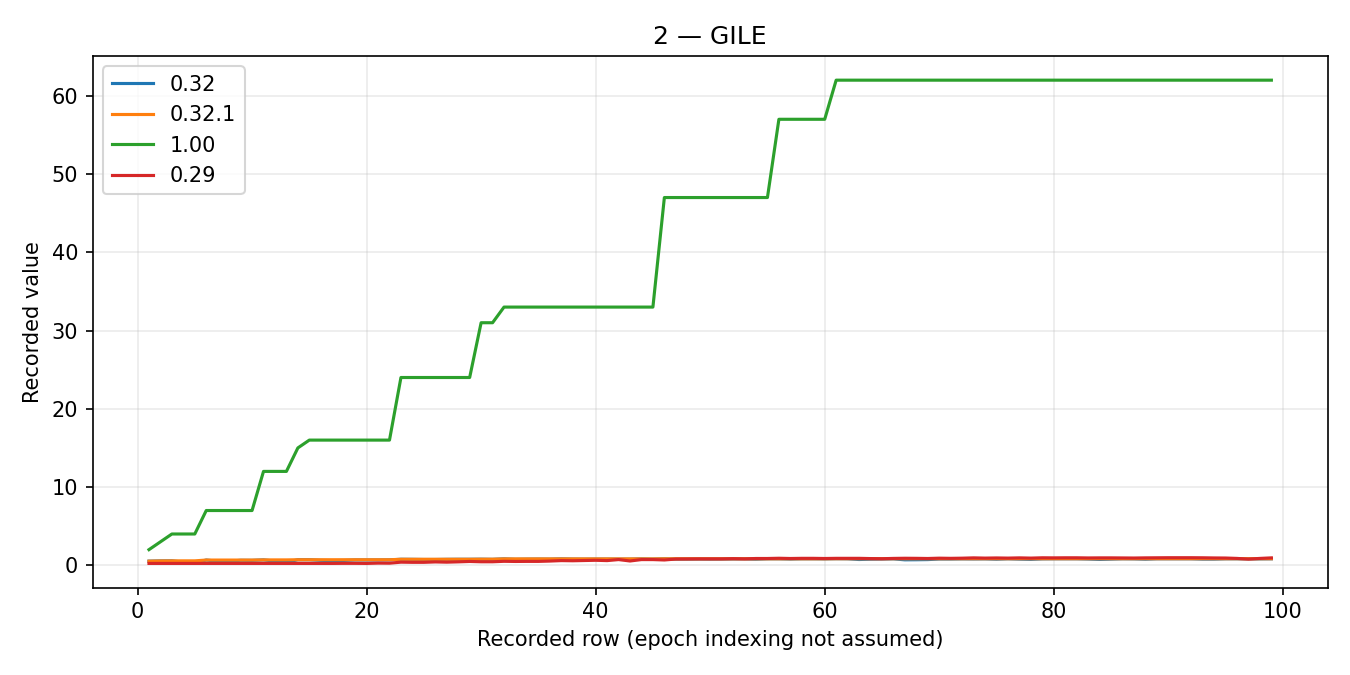 2 — GILE
0.32
0.32.1
1.00
0.29
Recorded value
60
50
40
30
20
10
0
0 20 40 60 80 100
Recorded row (epoch indexing not assumed)